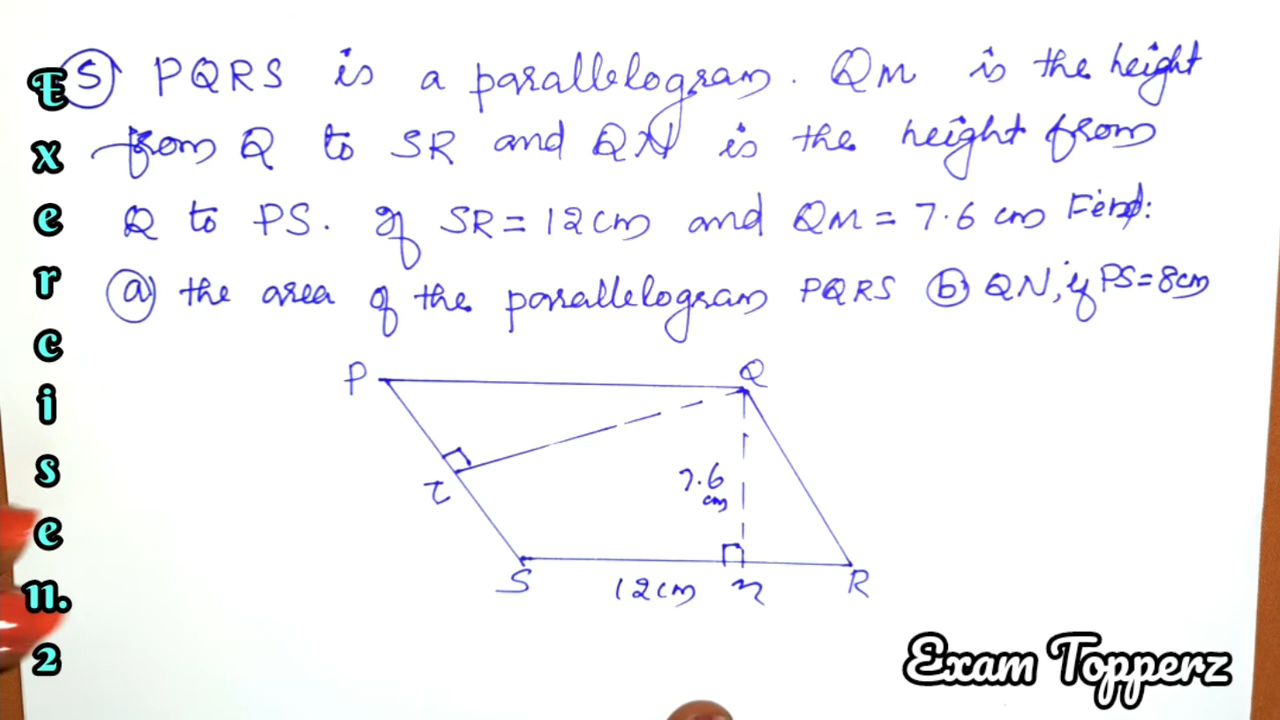 Exercise 11.2
5 PQRS is a parallelogram. QM is the height
from Q to SR and QN is the height from
Q to PS. If SR = 12 cm and QM = 7.6 cm Find:
a) the area of the parallelogram PQRS b) QN, if PS = 8 cm
P Q
7.6
cm
S 12 cm R
Exam Topperz